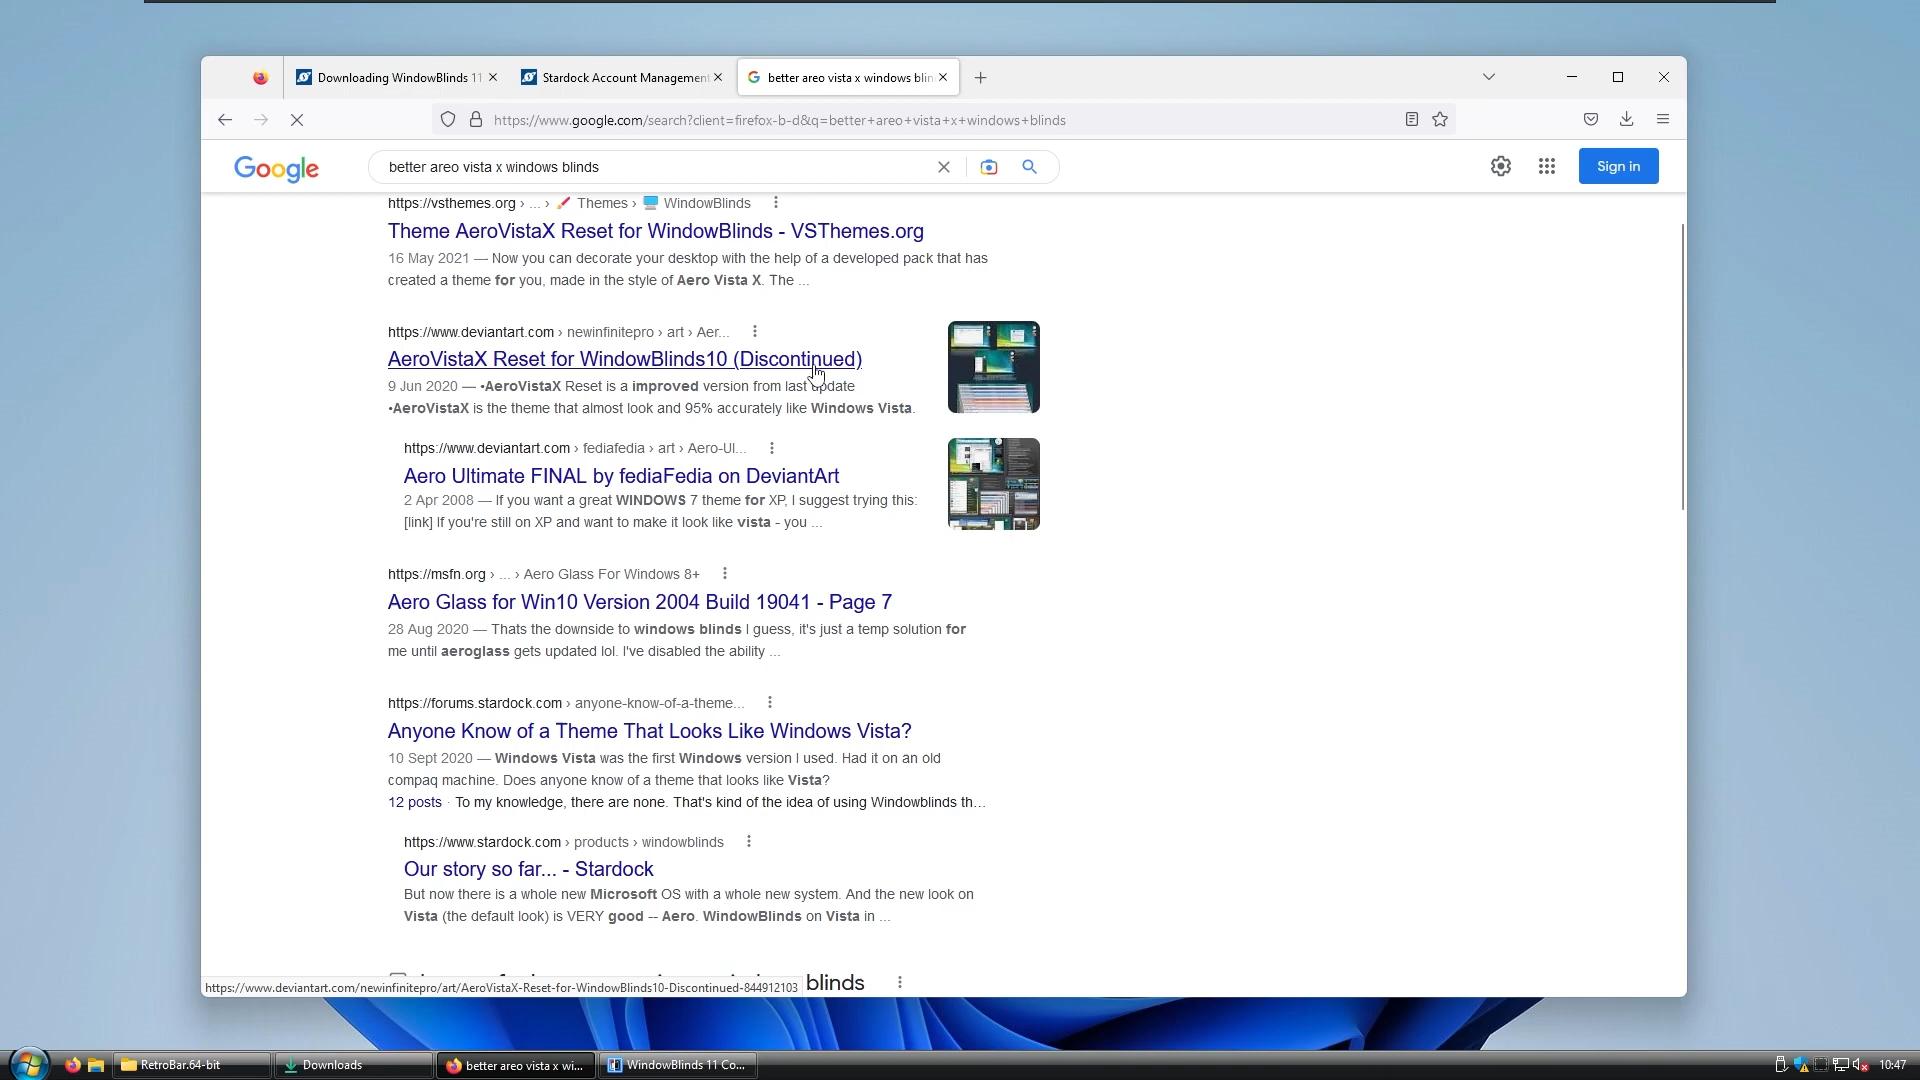 Downloading WindowBlinds 11
Stardock Account Management
better areo vista x windows blin
https://www.google.com/search?client=firefox-b-d&q=better+areo+vista+x+windows+blinds
Google
better areo vista x windows blinds
Sign in
https://vsthemes.org › ... › Themes › WindowBlinds
Theme AeroVistaX Reset for WindowBlinds - VSThemes.org
16 May 2021 — Now you can decorate your desktop with the help of a developed pack that has
created a theme for you, made in the style of Aero Vista X. The ...
https://www.deviantart.com › newinfinitepro › art › Aer...
AeroVistaX Reset for WindowBlinds10 (Discontinued)
9 Jun 2020 — •AeroVistaX Reset is a improved version from last update
•AeroVistaX is the theme that almost look and 95% accurately like Windows Vista.
https://www.deviantart.com › fediafedia › art › Aero-Ul...
Aero Ultimate FINAL by fediaFedia on DeviantArt
2 Apr 2008 — If you want a great WINDOWS 7 theme for XP, I suggest trying this:
[link] If you're still on XP and want to make it look like vista - you ...
https://msfn.org › ... › Aero Glass For Windows 8+
Aero Glass for Win10 Version 2004 Build 19041 - Page 7
28 Aug 2020 — Thats the downside to windows blinds I guess, it's just a temp solution for
me until aeroglass gets updated lol. I've disabled the ability ...
https://forums.stardock.com › anyone-know-of-a-theme...
Anyone Know of a Theme That Looks Like Windows Vista?
10 Sept 2020 — Windows Vista was the first Windows version I used. Had it on an old
compaq machine. Does anyone know of a theme that looks like Vista?
12 posts · To my knowledge, there are none. That's kind of the idea of using Windowblinds th...
https://www.stardock.com › products › windowblinds
Our story so far... - Stardock
But now there is a whole new Microsoft OS with a whole new system. And the new look on
Vista (the default look) is VERY good -- Aero. WindowBlinds on Vista in ...
blinds
https://www.deviantart.com/newinfinitepro/art/AeroVistaX-Reset-for-WindowBlinds10-Discontinued-844912103
RetroBar.64-bit
Downloads
better areo vista x wi...
WindowBlinds 11 Co...
10:47